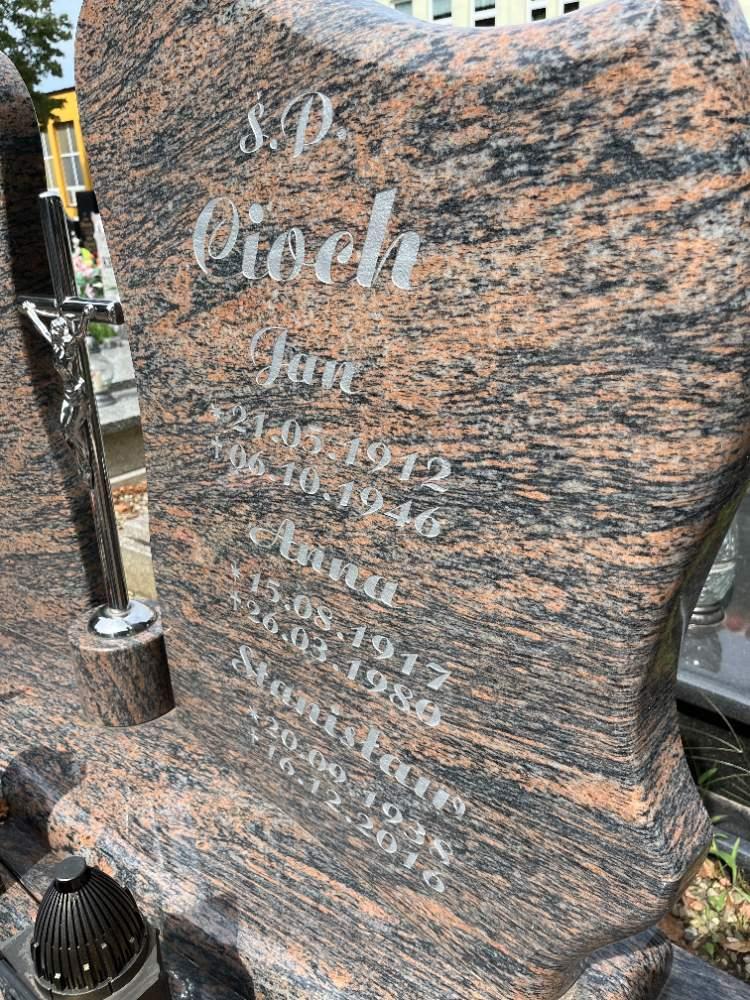 Ś.P.
Cioch
Jan
*21.05.1912
†06.10.1946
Anna
*15.08.1917
†26.03.1980
Stanisław
*20.09.1938
†16.12.2016